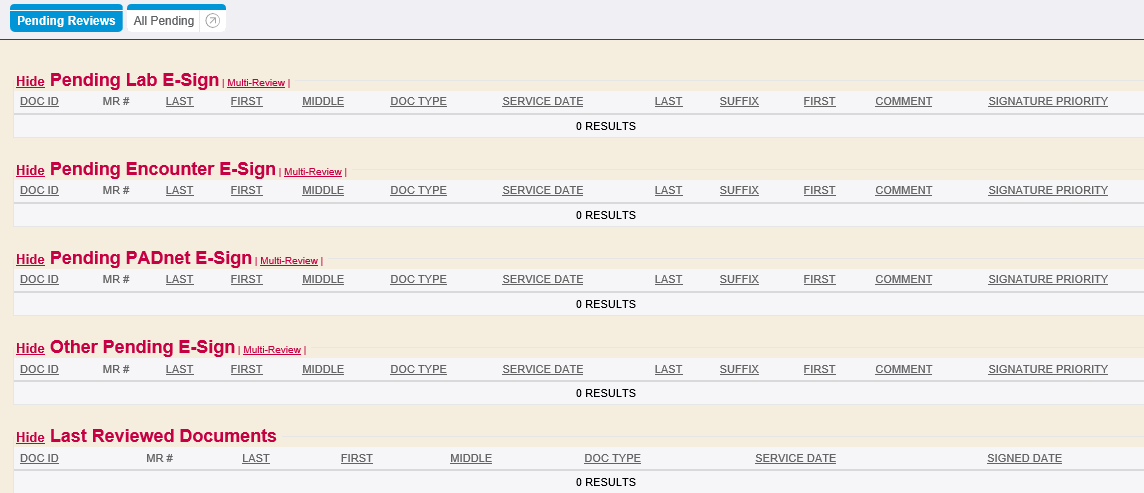 Pending Reviews All Pending
Hide Pending Lab E-Sign | Multi-Review |
DOC ID MR # LAST FIRST MIDDLE DOC TYPE SERVICE DATE LAST SUFFIX FIRST COMMENT SIGNATURE PRIORITY
0 RESULTS
Hide Pending Encounter E-Sign | Multi-Review |
DOC ID MR # LAST FIRST MIDDLE DOC TYPE SERVICE DATE LAST SUFFIX FIRST COMMENT SIGNATURE PRIORITY
0 RESULTS
Hide Pending PADnet E-Sign | Multi-Review |
DOC ID MR # LAST FIRST MIDDLE DOC TYPE SERVICE DATE LAST SUFFIX FIRST COMMENT SIGNATURE PRIORITY
0 RESULTS
Hide Other Pending E-Sign | Multi-Review |
DOC ID MR # LAST FIRST MIDDLE DOC TYPE SERVICE DATE LAST SUFFIX FIRST COMMENT SIGNATURE PRIORITY
0 RESULTS
Hide Last Reviewed Documents
DOC ID MR # LAST FIRST MIDDLE DOC TYPE SERVICE DATE SIGNED DATE
0 RESULTS